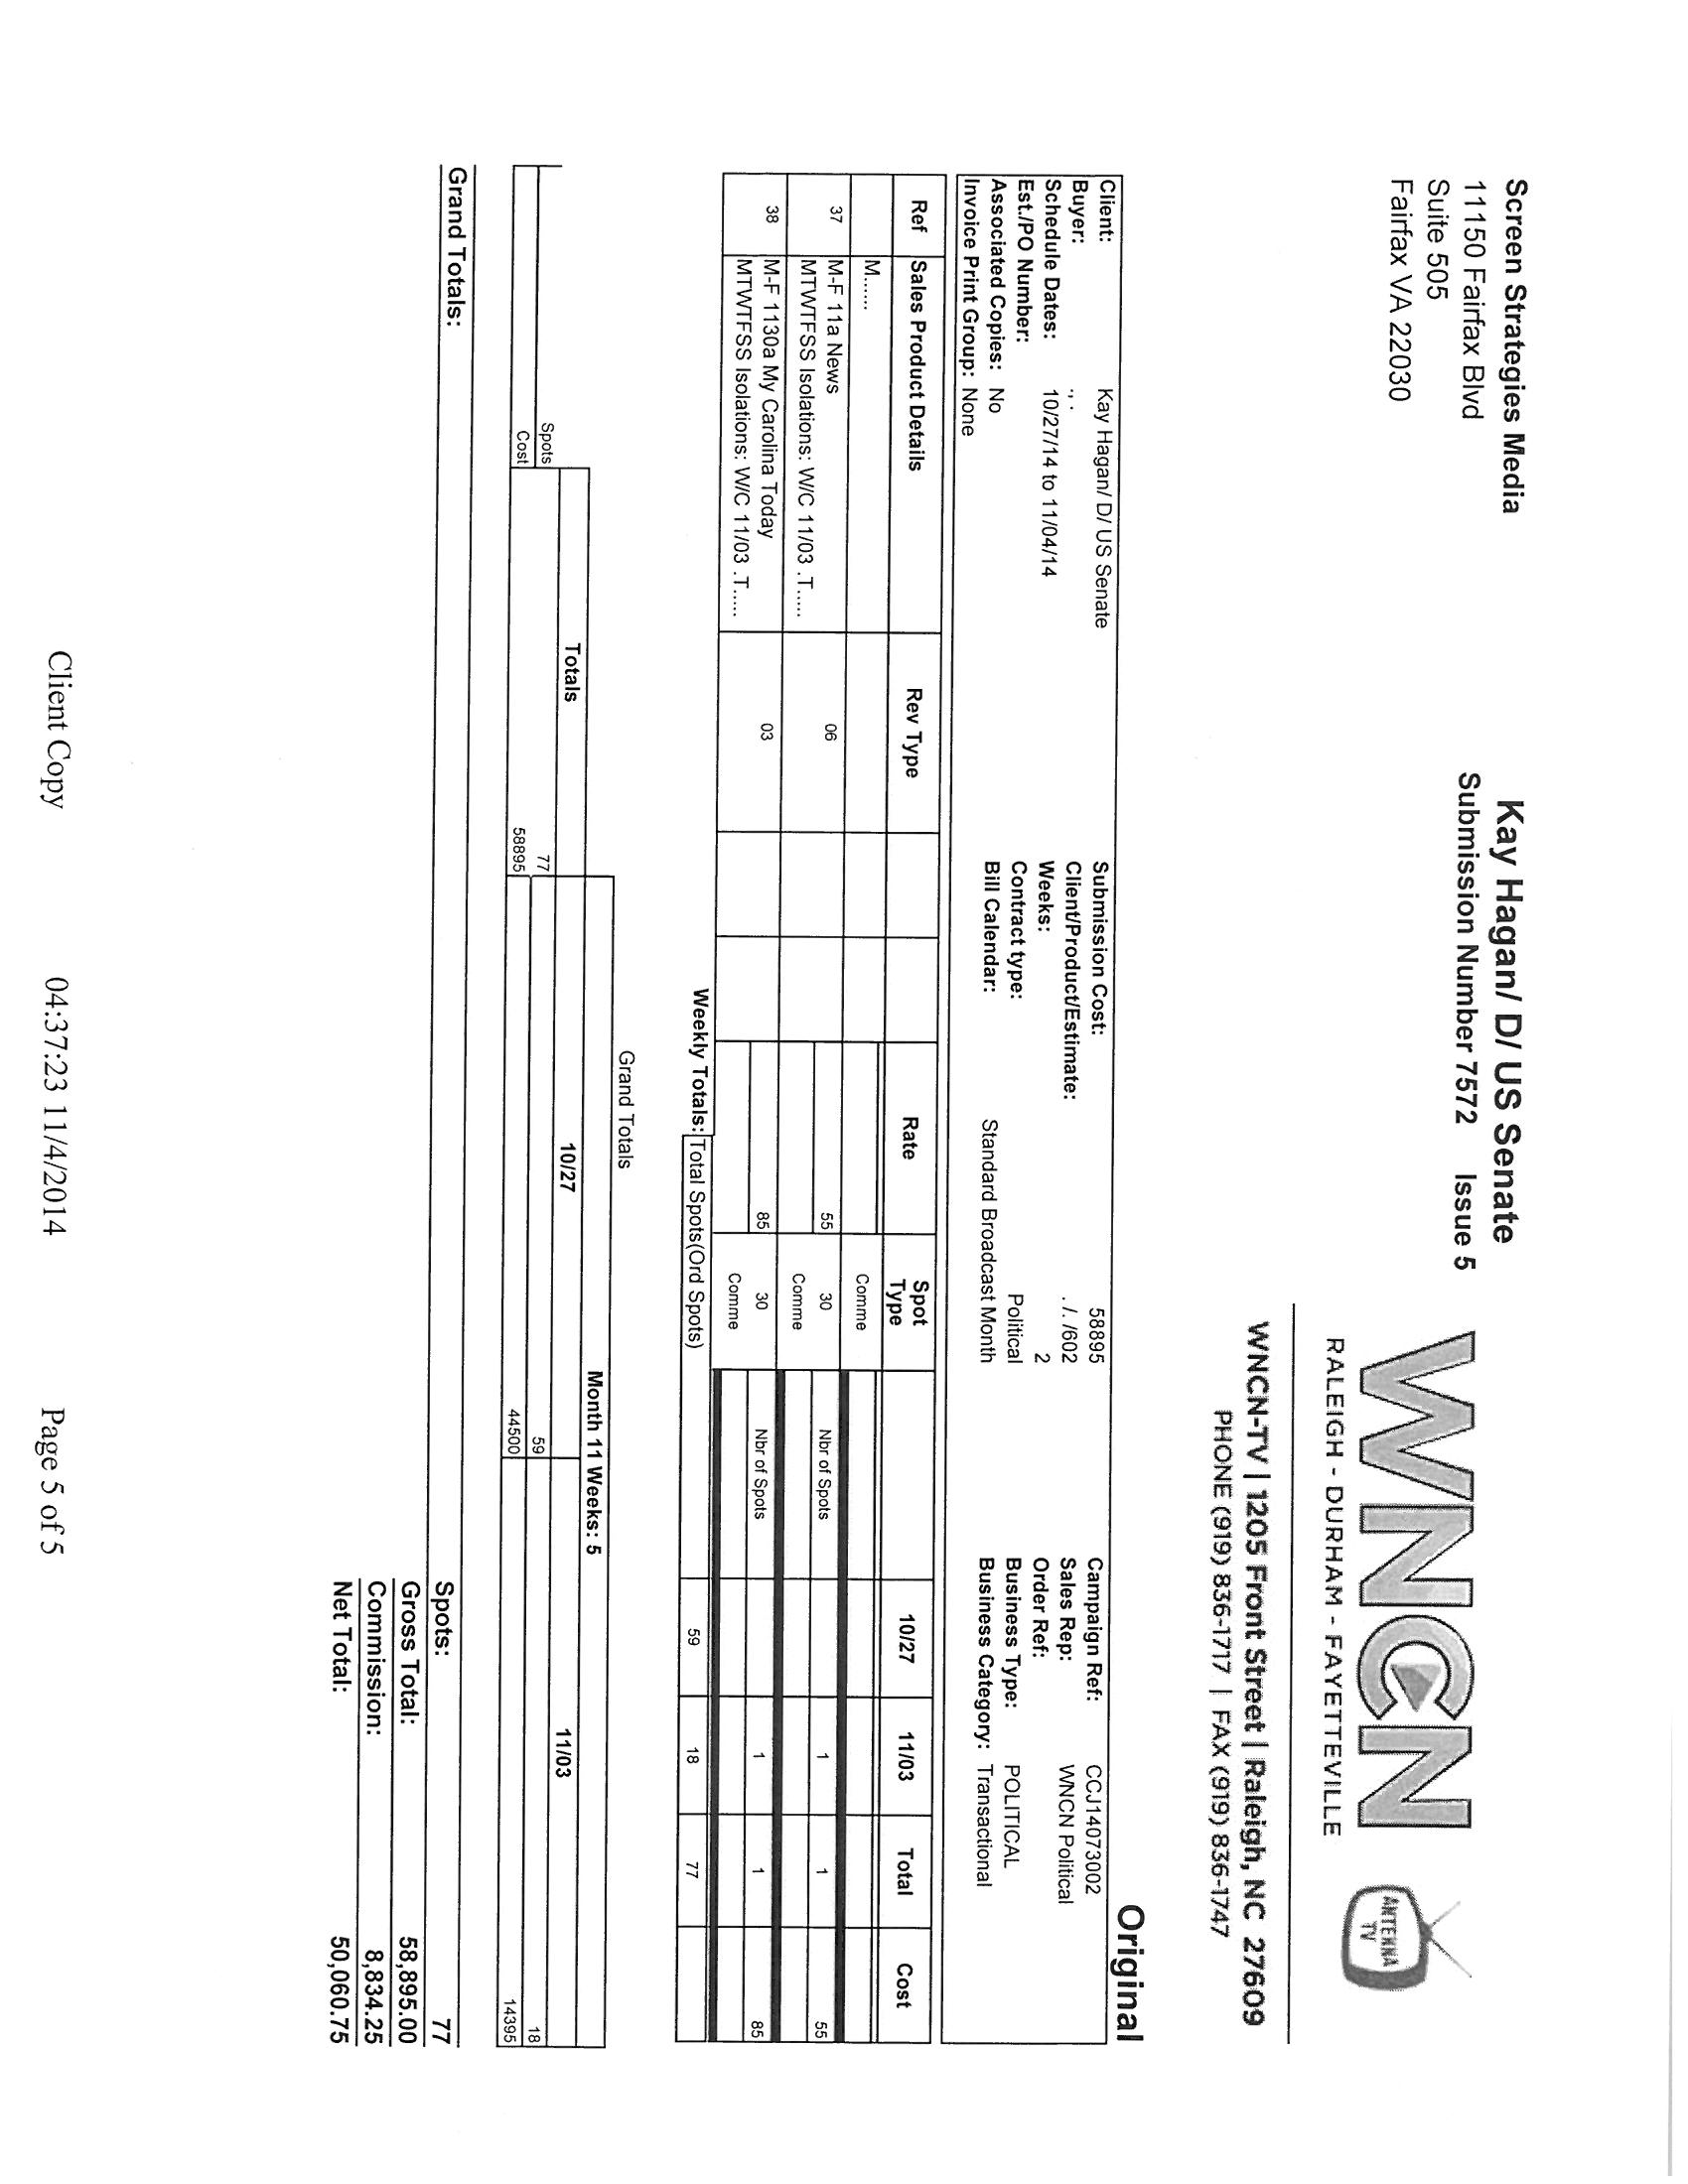 Screen Strategies Media
11150 Fairfax Blvd
Suite 505
Fairfax VA 22030
Kay Hagan/ D/ US Senate
Submission Number 7572 Issue 5
WNCN
RALEIGH - DURHAM - FAYETTEVILLE
ANTENNA
TV
WNCN-TV | 1205 Front Street | Raleigh, NC 27609
PHONE (919) 836-1717 | FAX (919) 836-1747
Original
Client: Kay Hagan/ D/ US Senate Submission Cost: 58895 Campaign Ref: CCJ14073002
Buyer: ., . Client/Product/Estimate: . /. /602 Sales Rep: WNCN Political
Schedule Dates: 10/27/14 to 11/04/14 Weeks: 2 Order Ref:
Est./PO Number: Contract type: Political Business Type: POLITICAL
Associated Copies: No Bill Calendar: Standard Broadcast Month Business Category: Transactional
Invoice Print Group: None
Ref Sales Product Details Rev Type Rate Spot Type 10/27 11/03 Total Cost
M...... Comme
37 M-F 11a News 06 55 30 Nbr of Spots 1 1 55
MTWTFSS Isolations: W/C 11/03 .T..... Comme
38 M-F 1130a My Carolina Today 03 85 30 Nbr of Spots 1 1 85
MTWTFSS Isolations: W/C 11/03 .T..... Comme
Weekly Totals: Total Spots(Ord Spots) 59 18 77
Grand Totals
Month 11 Weeks: 5
Totals 10/27 11/03
Spots 77 59 18
Cost 58895 44500 14395
Grand Totals: Spots: 77
Gross Total: 58,895.00
Commission: 8,834.25
Net Total: 50,060.75
Client Copy 04:37:23 11/4/2014 Page 5 of 5